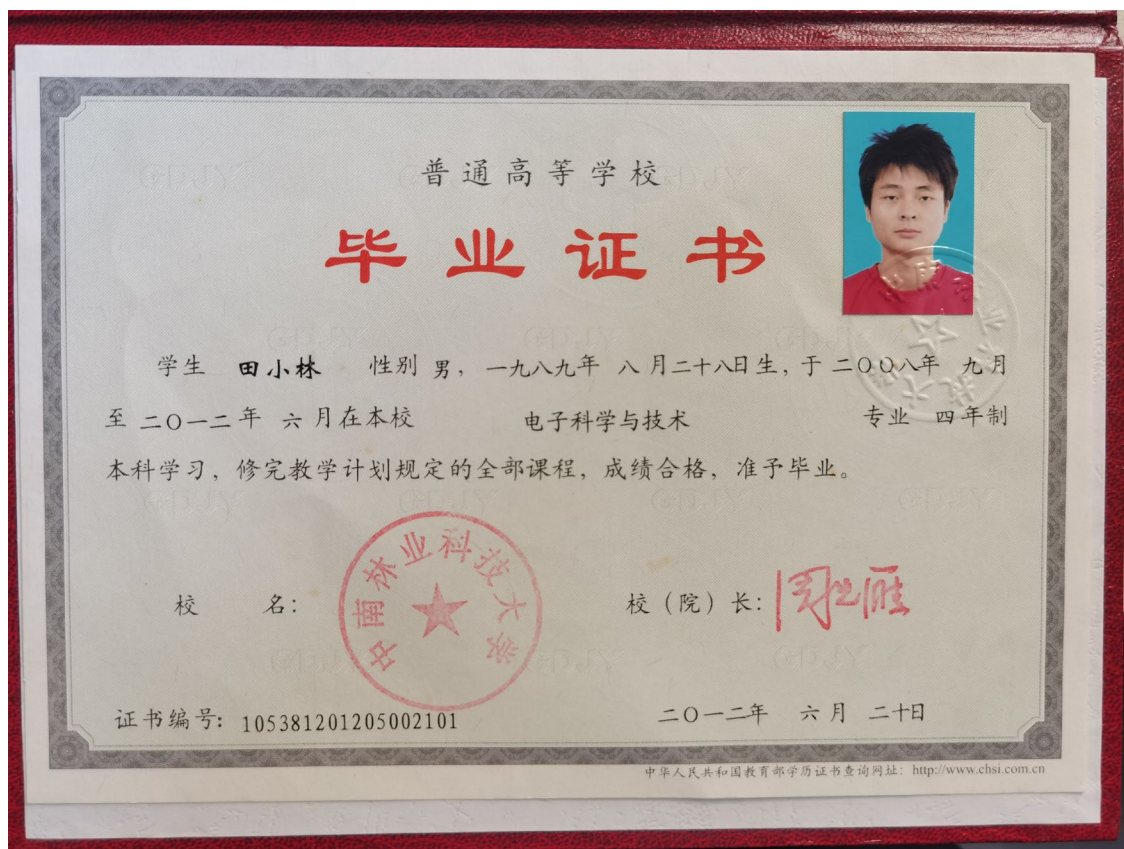 普通高等学校
毕业证书
学生 田小林 性别 男，一九八九年 八月二十八日生，于二〇〇八年 九月
至 二〇一二年 六月在本校 电子科学与技术 专业 四年制
本科学习，修完教学计划规定的全部课程，成绩合格，准予毕业。
中南林业科技大学
校 名： 校（院）长：
证书编号：105381201205002101 二〇一二年 六月 二十日
中华人民共和国教育部学历证书查询网址：http://www.chsi.com.cn